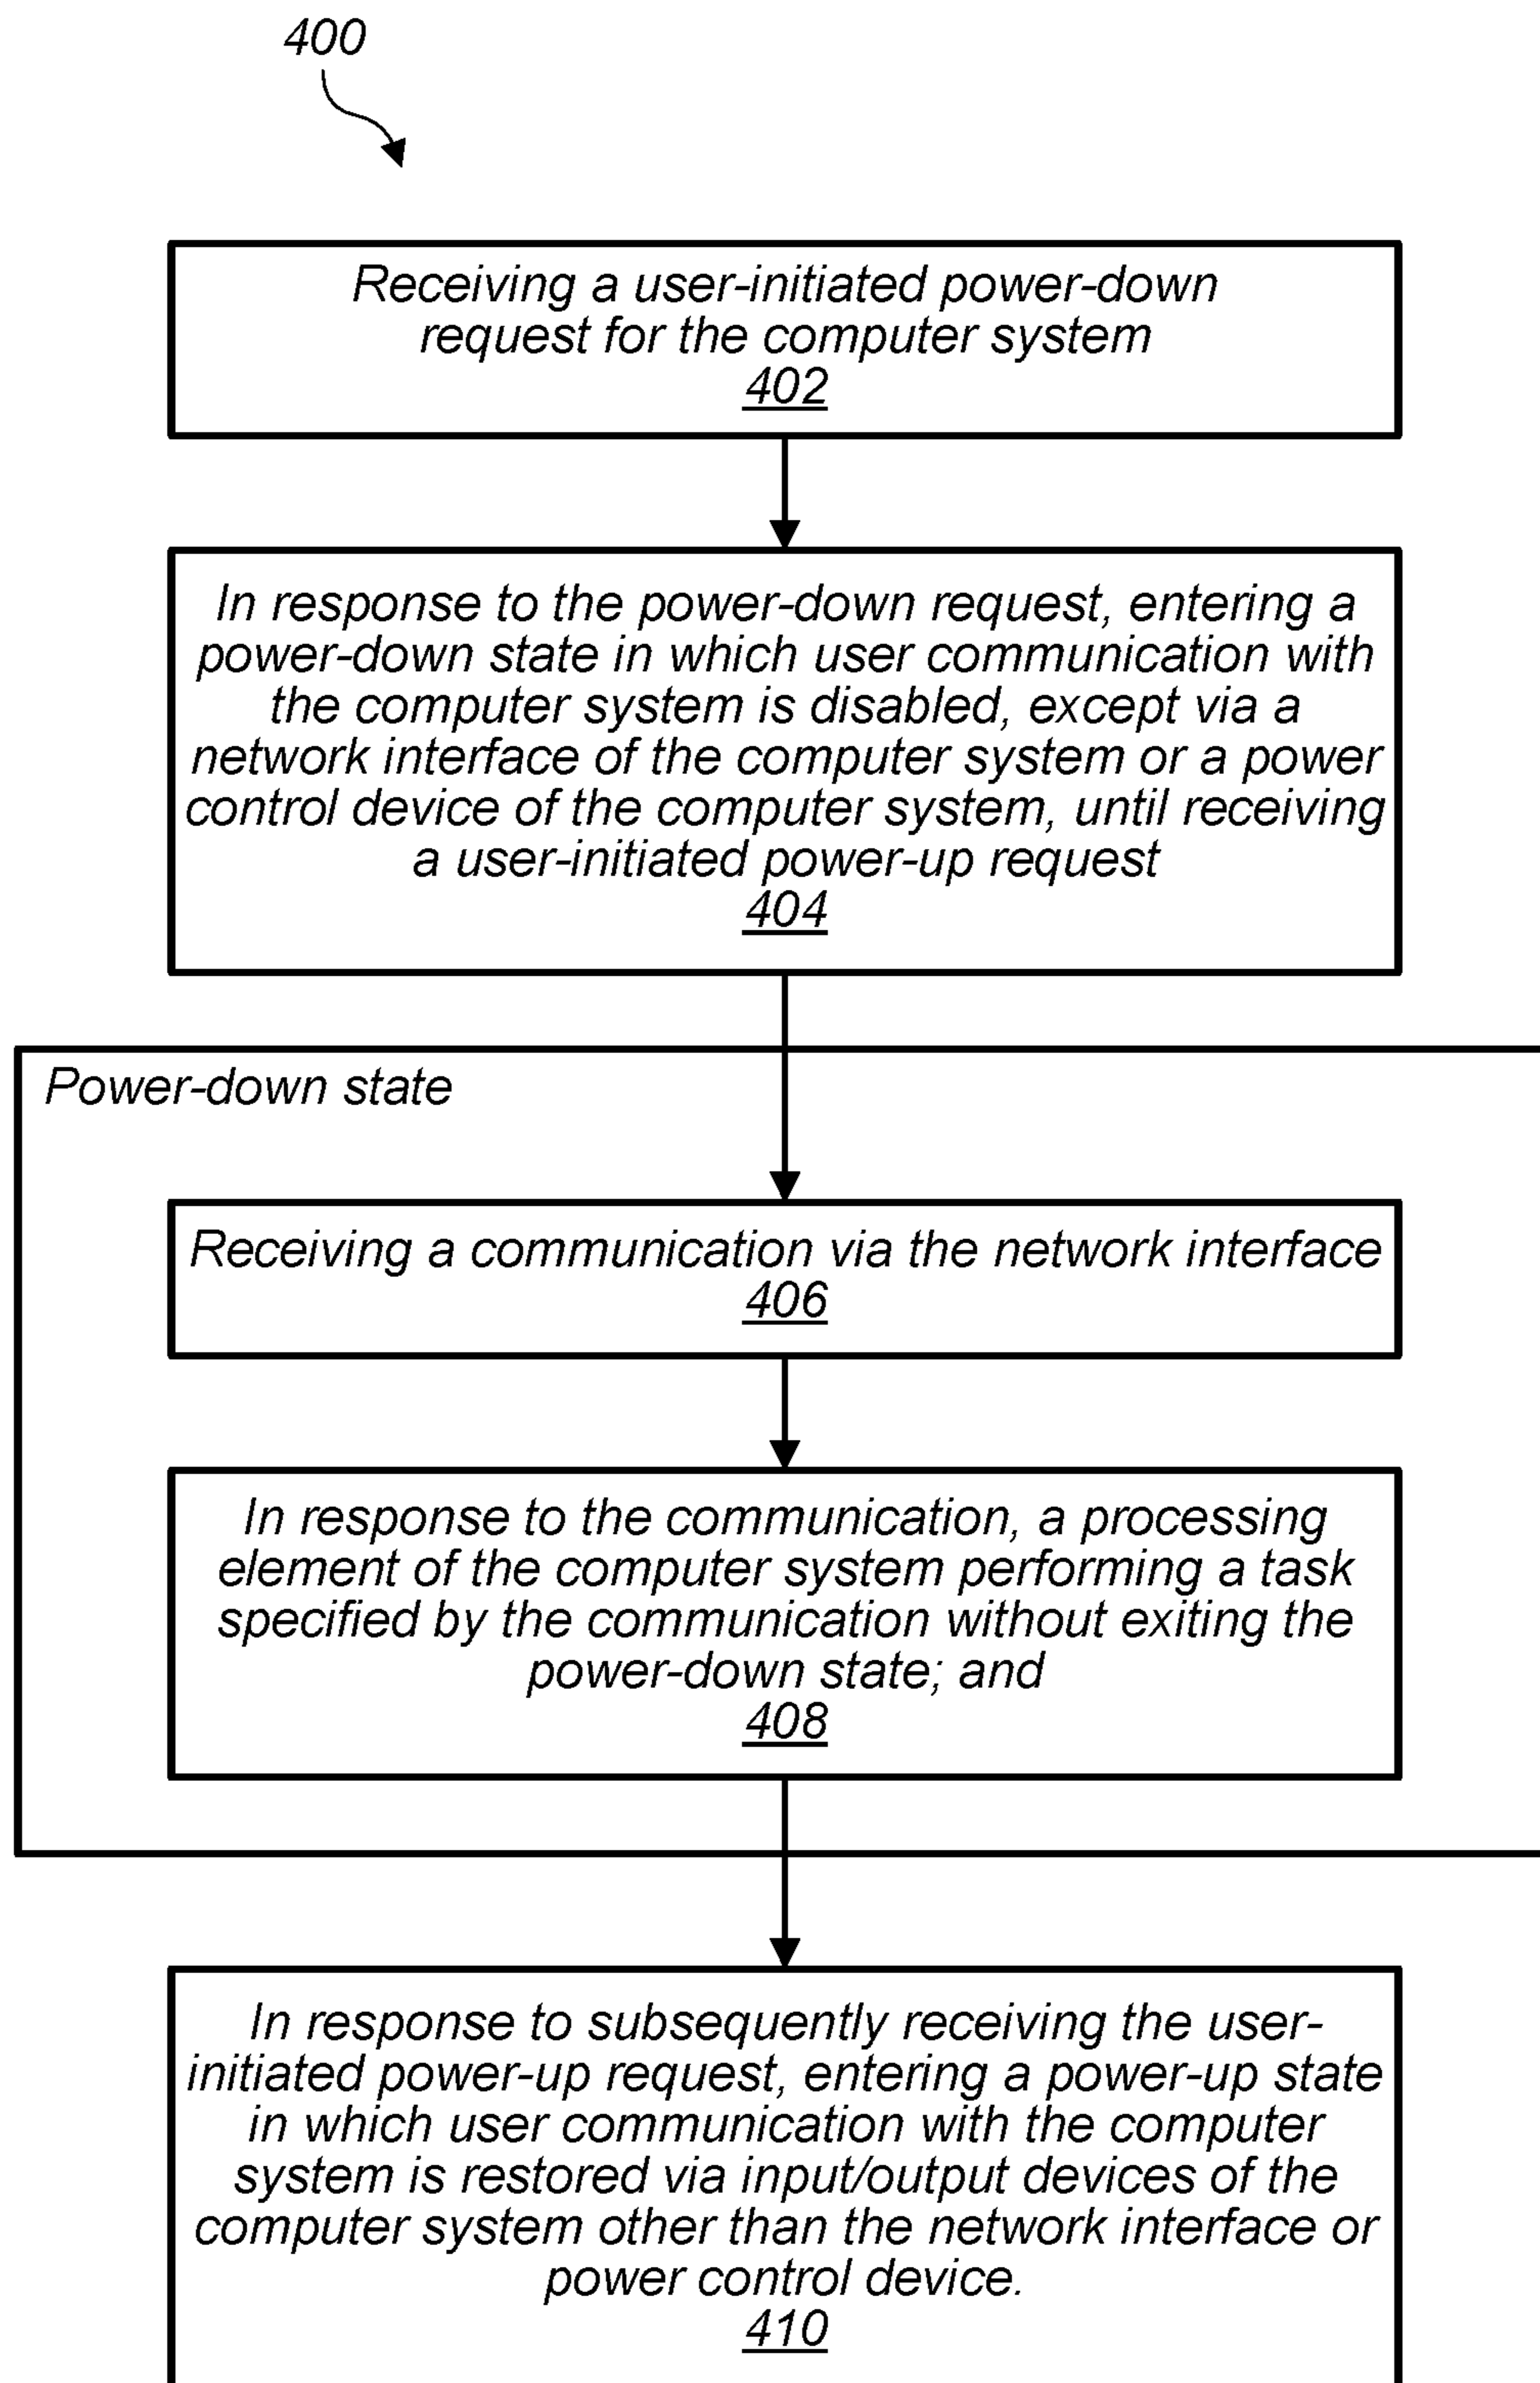 400
Receiving a user-initiated power-down
request for the computer system
402
In response to the power-down request, entering a
power-down state in which user communication with
the computer system is disabled, except via a
network interface of the computer system or a power
control device of the computer system, until receiving
a user-initiated power-up request
404
Power-down state
Receiving a communication via the network interface
406
In response to the communication, a processing
element of the computer system performing a task
specified by the communication without exiting the
power-down state; and
408
In response to subsequently receiving the user-
initiated power-up request, entering a power-up state
in which user communication with the computer
system is restored via input/output devices of the
computer system other than the network interface or
power control device.
410